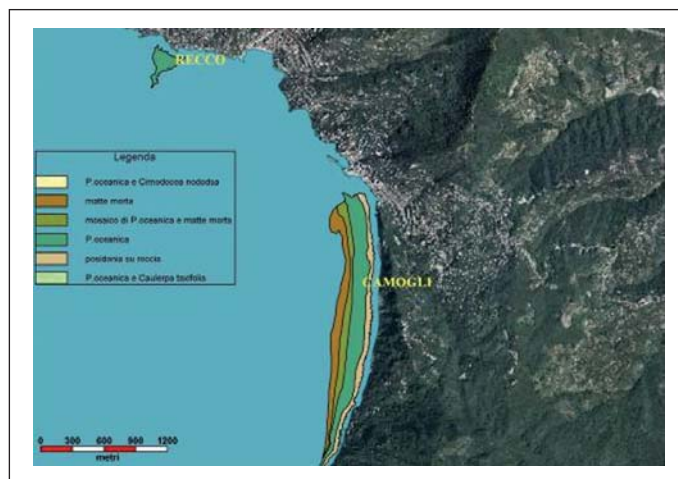 RECCO
Legenda
P.oceanica e Cimodocea nododsa
matte morta
mosaico di P.oceanica e matte morta
P.oceanica
posidonia su roccia
P.oceanica e Caulerpa taxifolia
CAMOGLI
0 300 600 900 1200
metri